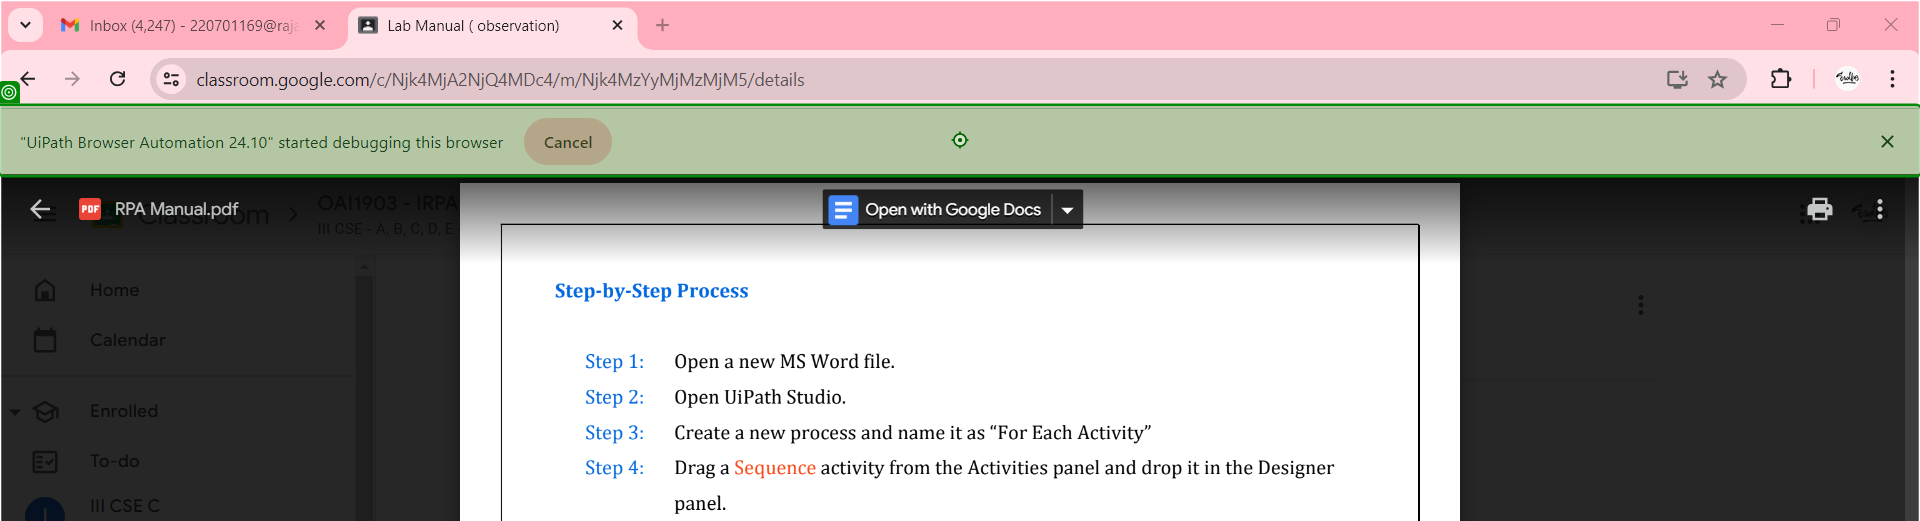 Inbox (4,247) - 220701169@raja
Lab Manual ( observation)
classroom.google.com/c/Njk4MjA2NjQ4MDc4/m/Njk4MzYyMjMzMjM5/details
"UiPath Browser Automation 24.10" started debugging this browser
Cancel
PDF
RPA Manual.pdf
Classroom
OAI1903 - IRPA
III CSE - A, B, C, D, E
Open with Google Docs
Home
Calendar
Enrolled
To-do
III CSE C
Step-by-Step Process
Step 1: Open a new MS Word file.
Step 2: Open UiPath Studio.
Step 3: Create a new process and name it as “For Each Activity”
Step 4: Drag a Sequence activity from the Activities panel and drop it in the Designer
panel.